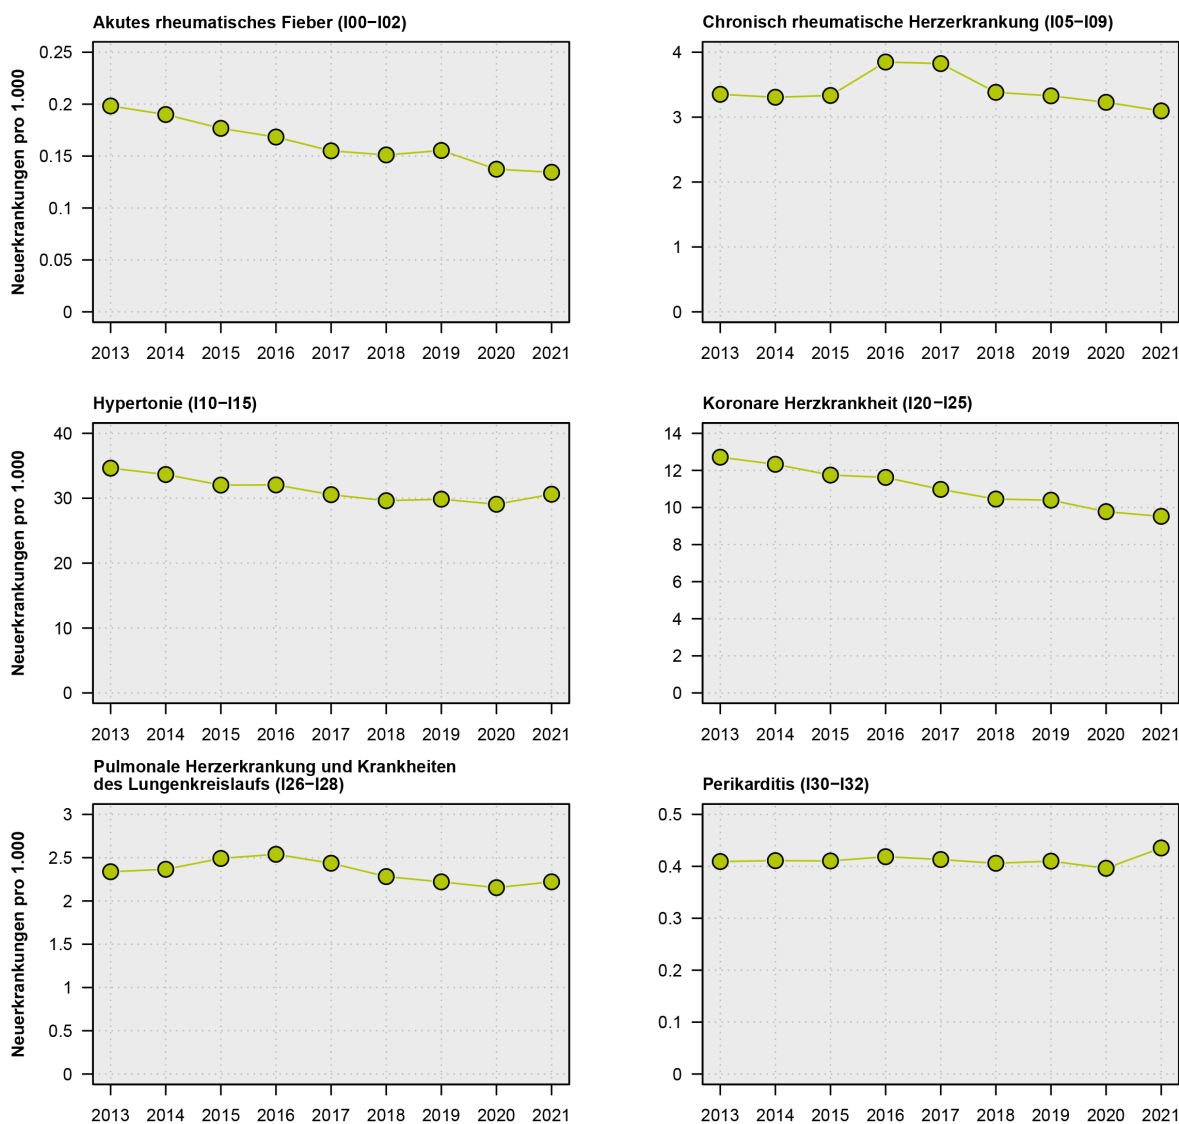 Akutes rheumatisches Fieber (I00−I02)
Neuerkrankungen pro 1.000
0.25
0.2
0.15
0.1
0.05
0
2013 2014 2015 2016 2017 2018 2019 2020 2021
Chronisch rheumatische Herzerkrankung (I05−I09)
4
3
2
1
0
2013 2014 2015 2016 2017 2018 2019 2020 2021
Hypertonie (I10−I15)
Neuerkrankungen pro 1.000
40
30
20
10
0
2013 2014 2015 2016 2017 2018 2019 2020 2021
Koronare Herzkrankheit (I20−I25)
14
12
10
8
6
4
2
0
2013 2014 2015 2016 2017 2018 2019 2020 2021
Pulmonale Herzerkrankung und Krankheiten
des Lungenkreislaufs (I26−I28)
Neuerkrankungen pro 1.000
3
2.5
2
1.5
1
0.5
0
2013 2014 2015 2016 2017 2018 2019 2020 2021
Perikarditis (I30−I32)
0.5
0.4
0.3
0.2
0.1
0
2013 2014 2015 2016 2017 2018 2019 2020 2021